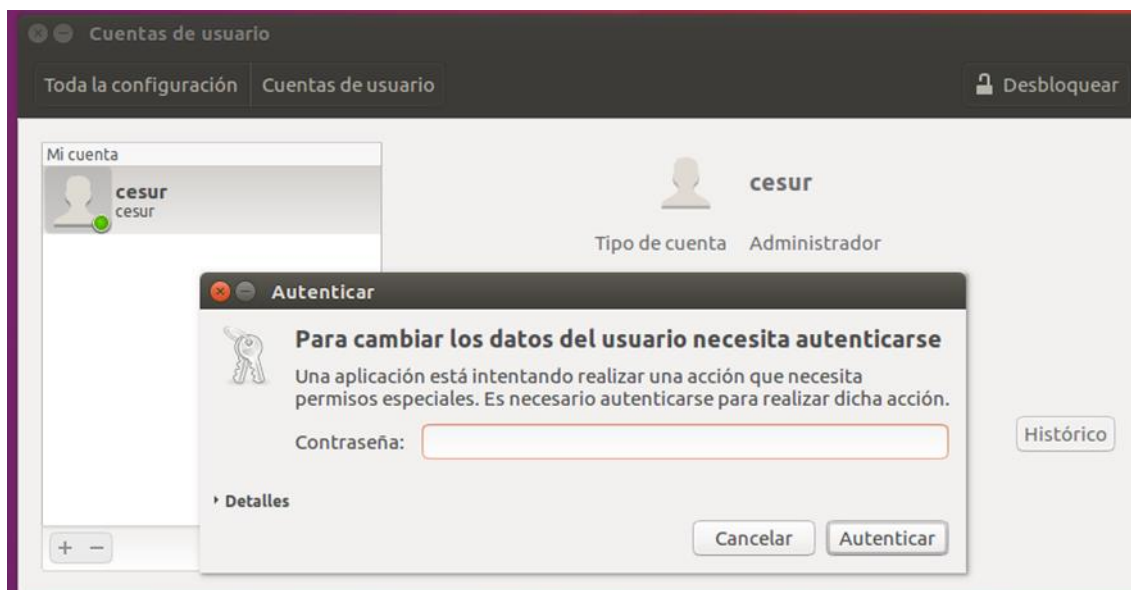 Cuentas de usuario
Toda la configuración Cuentas de usuario Desbloquear
Mi cuenta
cesur
cesur
cesur
Tipo de cuenta Administrador
Autenticar
Para cambiar los datos del usuario necesita autenticarse
Una aplicación está intentando realizar una acción que necesita
permisos especiales. Es necesario autenticarse para realizar dicha acción.
Contraseña:
Histórico
Detalles
Cancelar Autenticar
+ −